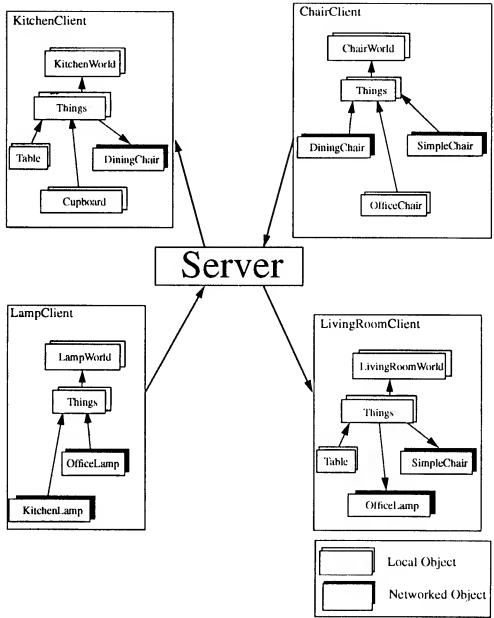 KitchenClient
KitchenWorld
Things
Table
DiningChair
Cupboard
ChairClient
ChairWorld
Things
DiningChair
SimpleChair
OfficeChair
Server
LampClient
LampWorld
Things
OfficeLamp
KitchenLamp
LivingRoomClient
LivingRoomWorld
Things
Table
SimpleChair
OfficeLamp
Local Object
Networked Object